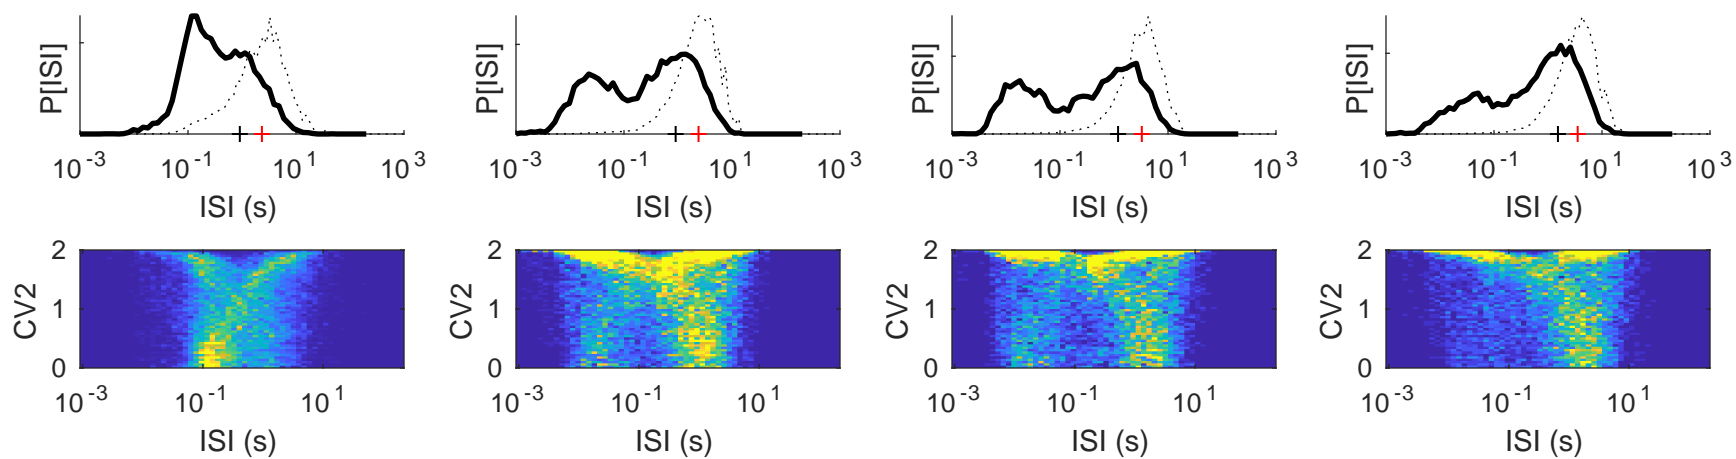 P[ISI] P[ISI] P[ISI] P[ISI]
10^-3 10^-1 10^1 10^3 10^-3 10^-1 10^1 10^3 10^-3 10^-1 10^1 10^3 10^-3 10^-1 10^1 10^3
ISI (s) ISI (s) ISI (s) ISI (s)
2 2 2 2
CV2 1 CV2 1 CV2 1 CV2 1
0 0 0 0
10^-3 10^-1 10^1 10^-3 10^-1 10^1 10^-3 10^-1 10^1 10^-3 10^-1 10^1
ISI (s) ISI (s) ISI (s) ISI (s)